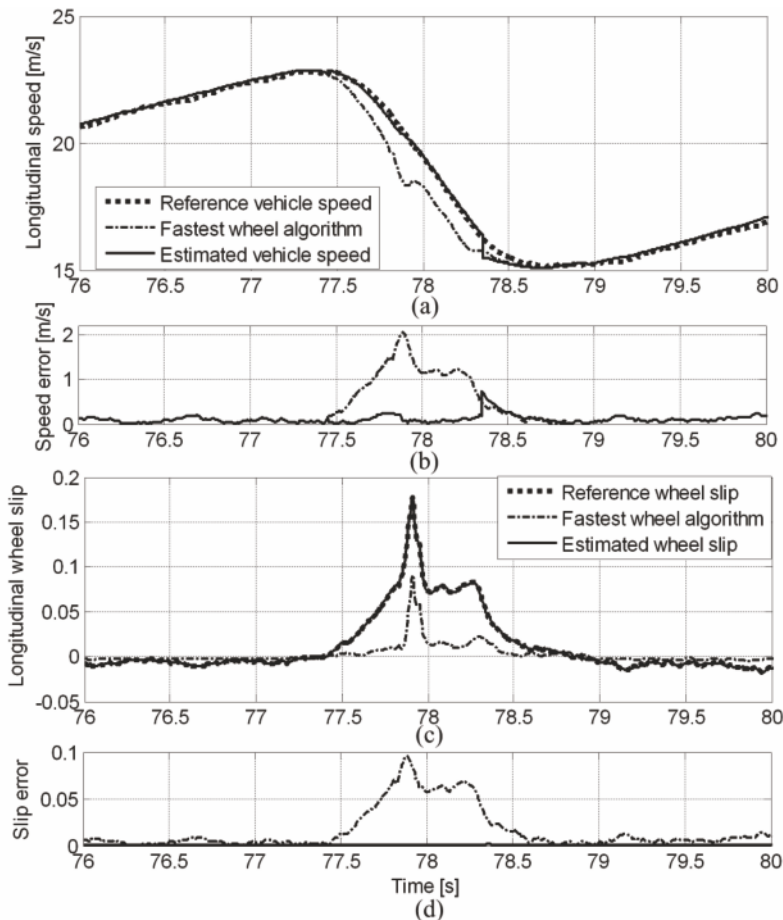 Longitudinal speed [m/s]
20
15
Reference vehicle speed
Fastest wheel algorithm
Estimated vehicle speed
76 76.5 77 77.5 78 78.5 79 79.5 80
(a)
Speed error [m/s]
2
1
0
76 76.5 77 77.5 78 78.5 79 79.5 80
(b)
Longitudinal wheel slip
0.2
0.15
0.1
0.05
0
-0.05
Reference wheel slip
Fastest wheel algorithm
Estimated wheel slip
76 76.5 77 77.5 78 78.5 79 79.5 80
(c)
Slip error
0.1
0.05
0
76 76.5 77 77.5 78 78.5 79 79.5 80
Time [s]
(d)